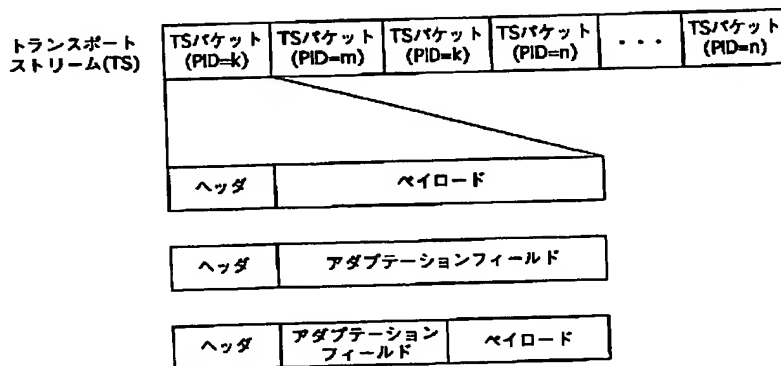 トランスポート
ストリーム(TS)
TSパケット
(PID=k)
TSパケット
(PID=m)
TSパケット
(PID=k)
TSパケット
(PID=n)
・・・
TSパケット
(PID=n)
ヘッダ
ペイロード
ヘッダ
アダプテーションフィールド
ヘッダ
アダプテーション
フィールド
ペイロード